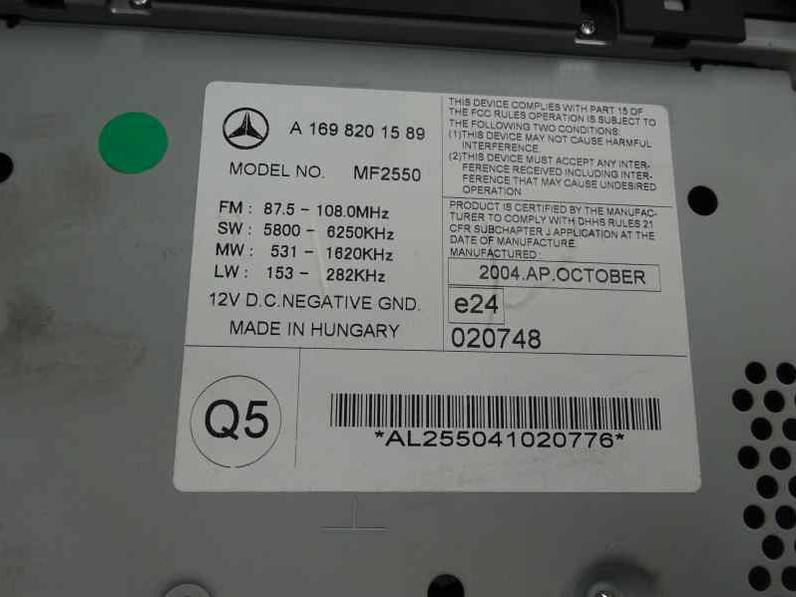 A 169 820 15 89
MODEL NO. MF2550
FM : 87.5 - 108.0MHz
SW : 5800 - 6250KHz
MW : 531 - 1620KHz
LW : 153 - 282KHz
12V D.C.NEGATIVE GND.
MADE IN HUNGARY
THIS DEVICE COMPLIES WITH PART 15 OF
THE FCC RULES OPERATION IS SUBJECT TO
THE FOLLOWING TWO CONDITIONS:
(1)THIS DEVICE MAY NOT CAUSE HARMFUL
INTERFERENCE.
(2)THIS DEVICE MUST ACCEPT ANY INTER-
FERENCE RECEIVED INCLUDING INTER-
FERENCE THAT MAY CAUSE UNDESIRED
OPERATION
PRODUCT IS CERTIFIED BY THE MANUFAC-
TURER TO COMPLY WITH DHHS RULES 21
CFR SUBCHAPTER J APPLICATION AT THE
DATE OF MANUFACTURE.
MANUFACTURED :
2004.AP.OCTOBER
e24
020748
Q5
*AL255041020776*